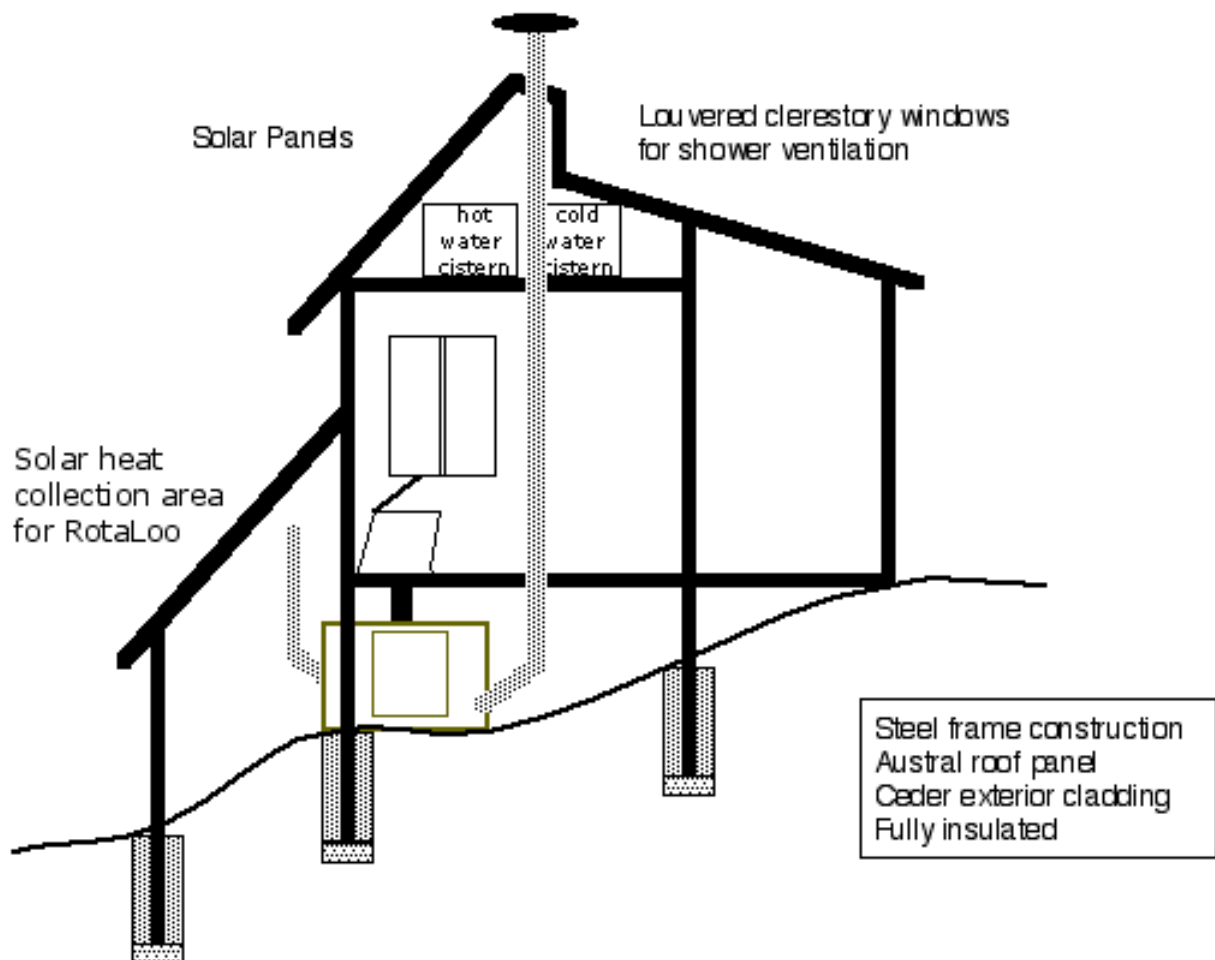 Solar Panels
Louvered clerestory windows
for shower ventilation
hot
water
cistern
cold
water
cistern
Solar heat
collection area
for RotaLoo
Steel frame construction
Austral roof panel
Ceder exterior cladding
Fully insulated